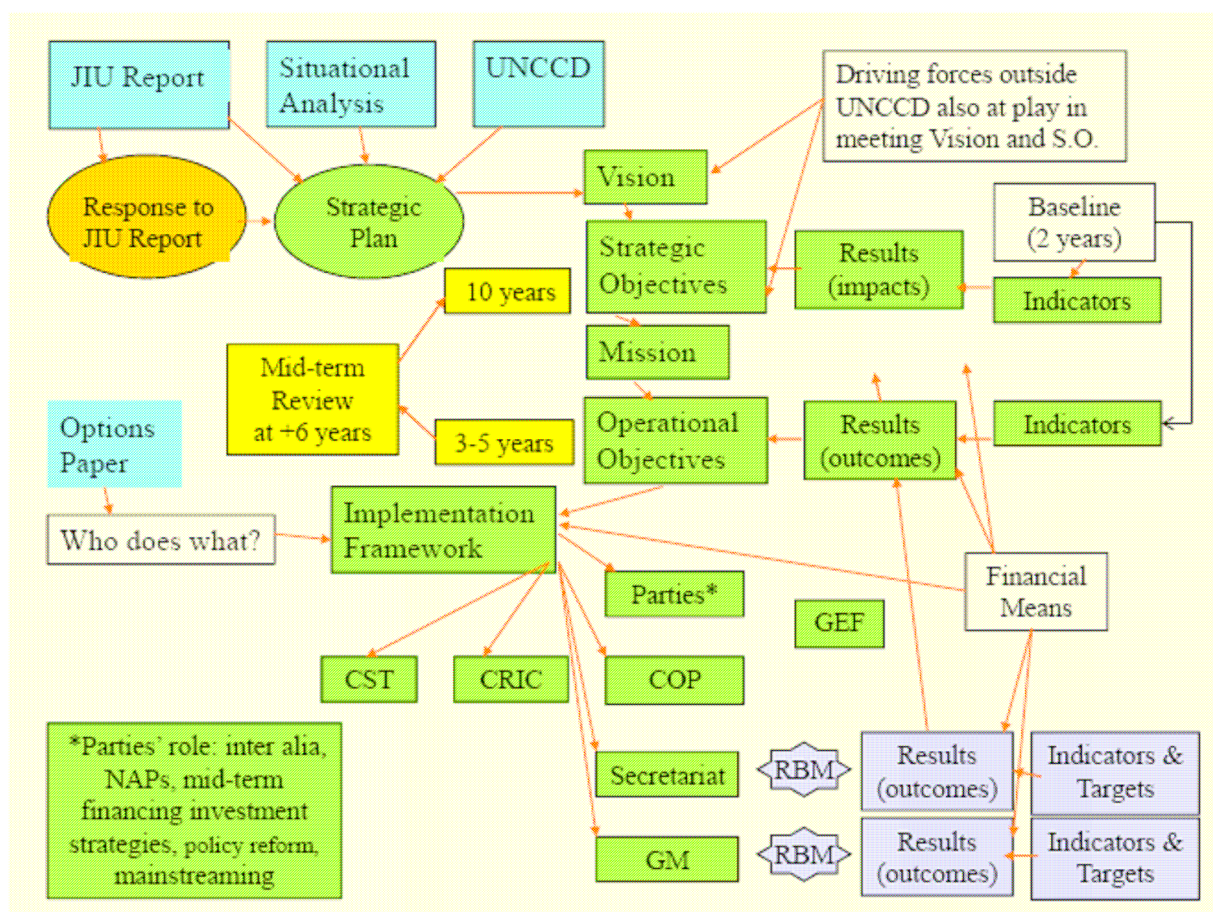 JIU Report
Situational
Analysis
UNCCD
Driving forces outside
UNCCD also at play in
meeting Vision and S.O.
Response to
JIU Report
Strategic
Plan
Vision
Baseline
(2 years)
Strategic
Objectives
Results
(impacts)
Indicators
10 years
Mission
Mid-term
Review
at +6 years
3-5 years
Options
Paper
Operational
Objectives
Results
(outcomes)
Indicators
Who does what?
Implementation
Framework
Parties*
Financial
Means
GEF
CST
CRIC
COP
*Parties' role: inter alia,
NAPs, mid-term
financing investment
strategies, policy reform,
mainstreaming
Secretariat
RBM
Results
(outcomes)
Indicators &
Targets
GM
RBM
Results
(outcomes)
Indicators &
Targets